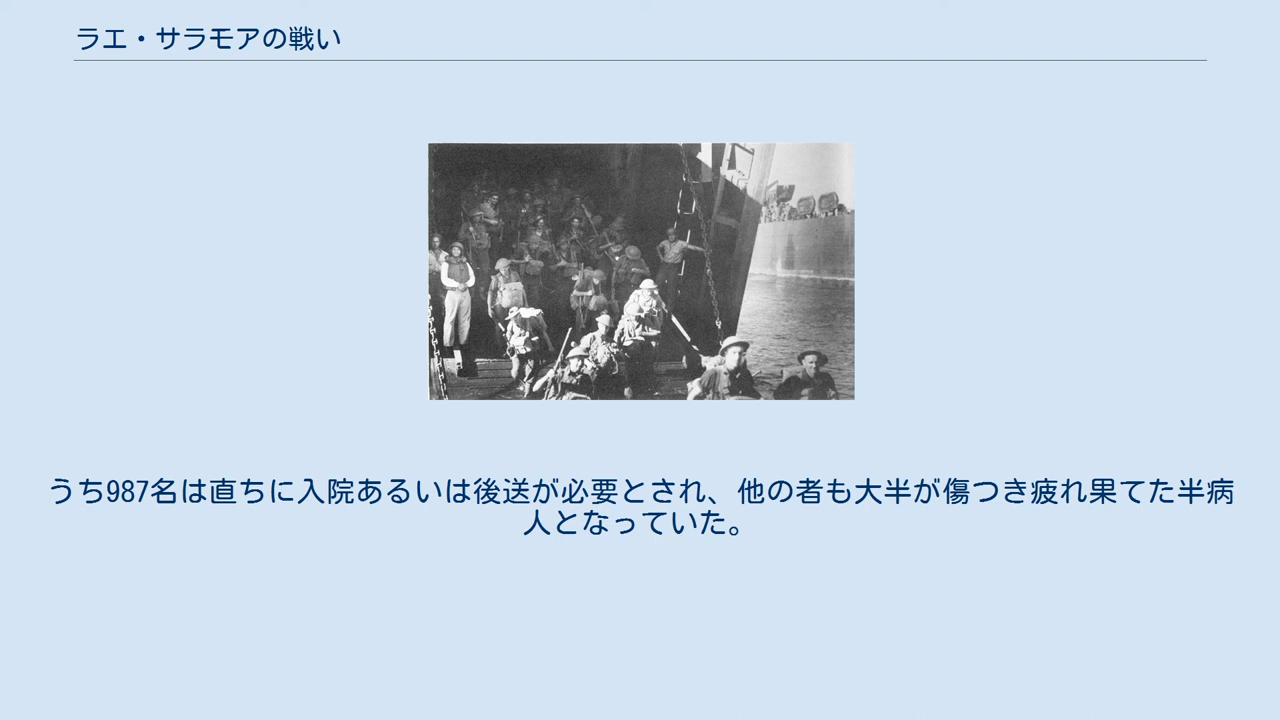 ラエ・サラモアの戦い
うち987名は直ちに入院あるいは後送が必要とされ、他の者も大半が傷つき疲れ果てた半病
人となっていた。